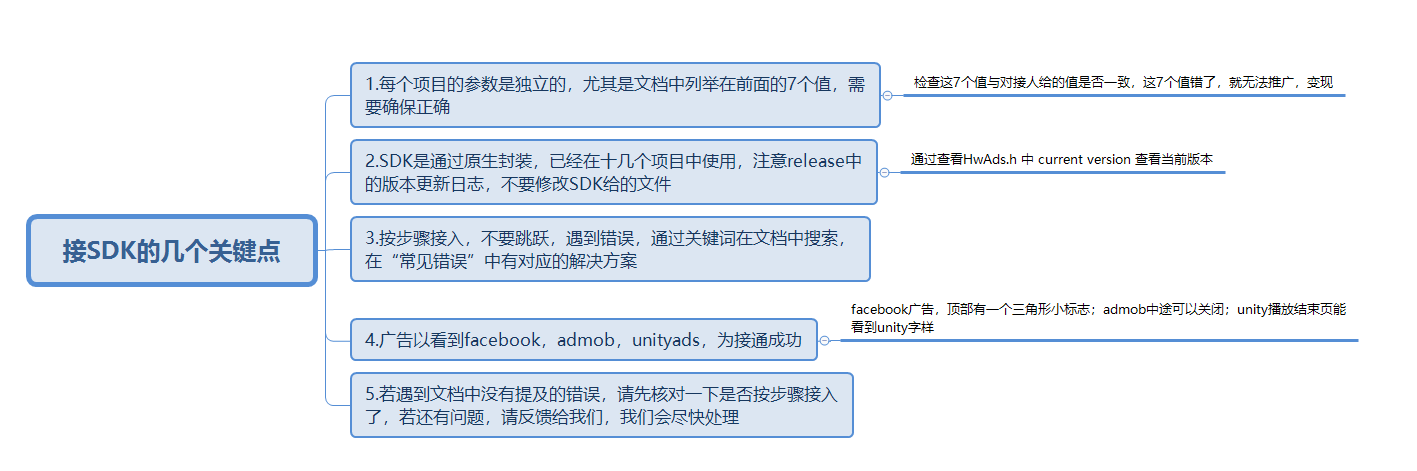 接SDK的几个关键点
1.每个项目的参数是独立的，尤其是文档中列举在前面的7个值，需
要确保正确
检查这7个值与对接人给的值是否一致，这7个值错了，就无法推广，变现
2.SDK是通过原生封装，已经在十几个项目中使用，注意release中
的版本更新日志，不要修改SDK给的文件
通过查看HwAds.h 中 current version 查看当前版本
3.按步骤接入，不要跳跃，遇到错误，通过关键词在文档中搜索，
在“常见错误”中有对应的解决方案
4.广告以看到facebook，admob，unityads，为接通成功
facebook广告，顶部有一个三角形小标志；admob中途可以关闭；unity播放结束页能
看到unity字样
5.若遇到文档中没有提及的错误，请先核对一下是否按步骤接入
了，若还有问题，请反馈给我们，我们会尽快处理